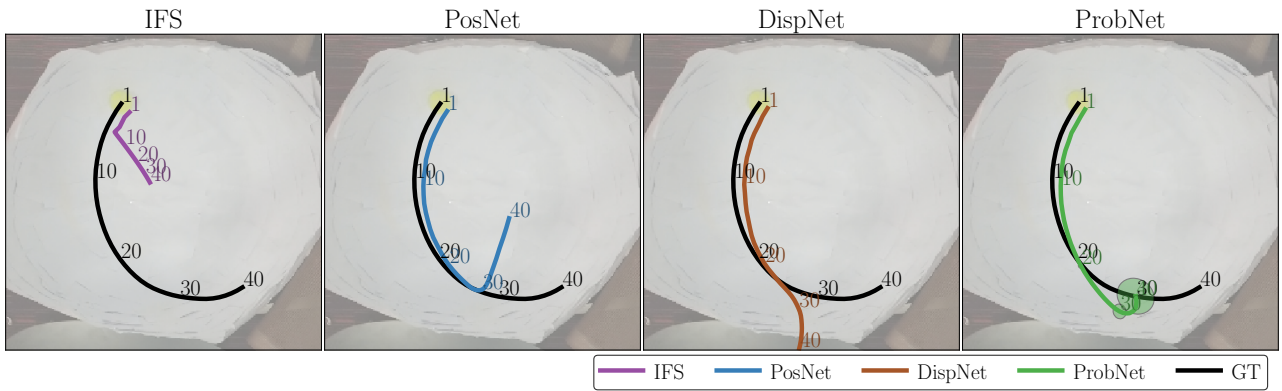 IFS PosNet DispNet ProbNet
1 1 1 1 1 1 1 1
10 20 30 40 10 20 30 40
10 10 20 20 30 30 40 40
10 10 20 20 30 30 40 40
10 10 20 20 30 30 40
IFS PosNet DispNet ProbNet GT